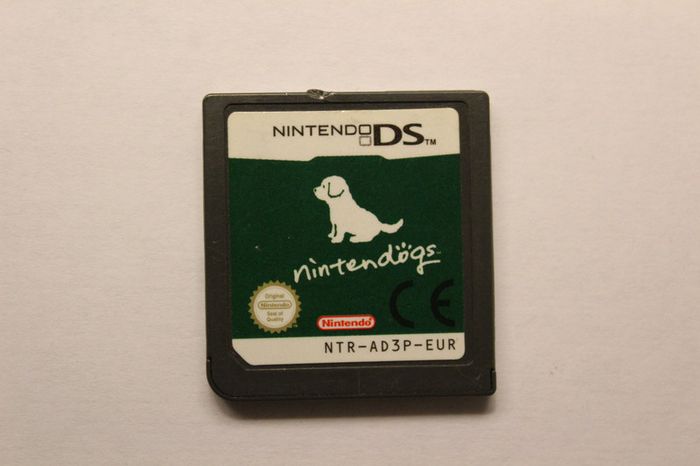 NINTENDO DS TM
nintendogs
Original
Nintendo
Seal of
Quality
Nintendo
CE
NTR-AD3P-EUR